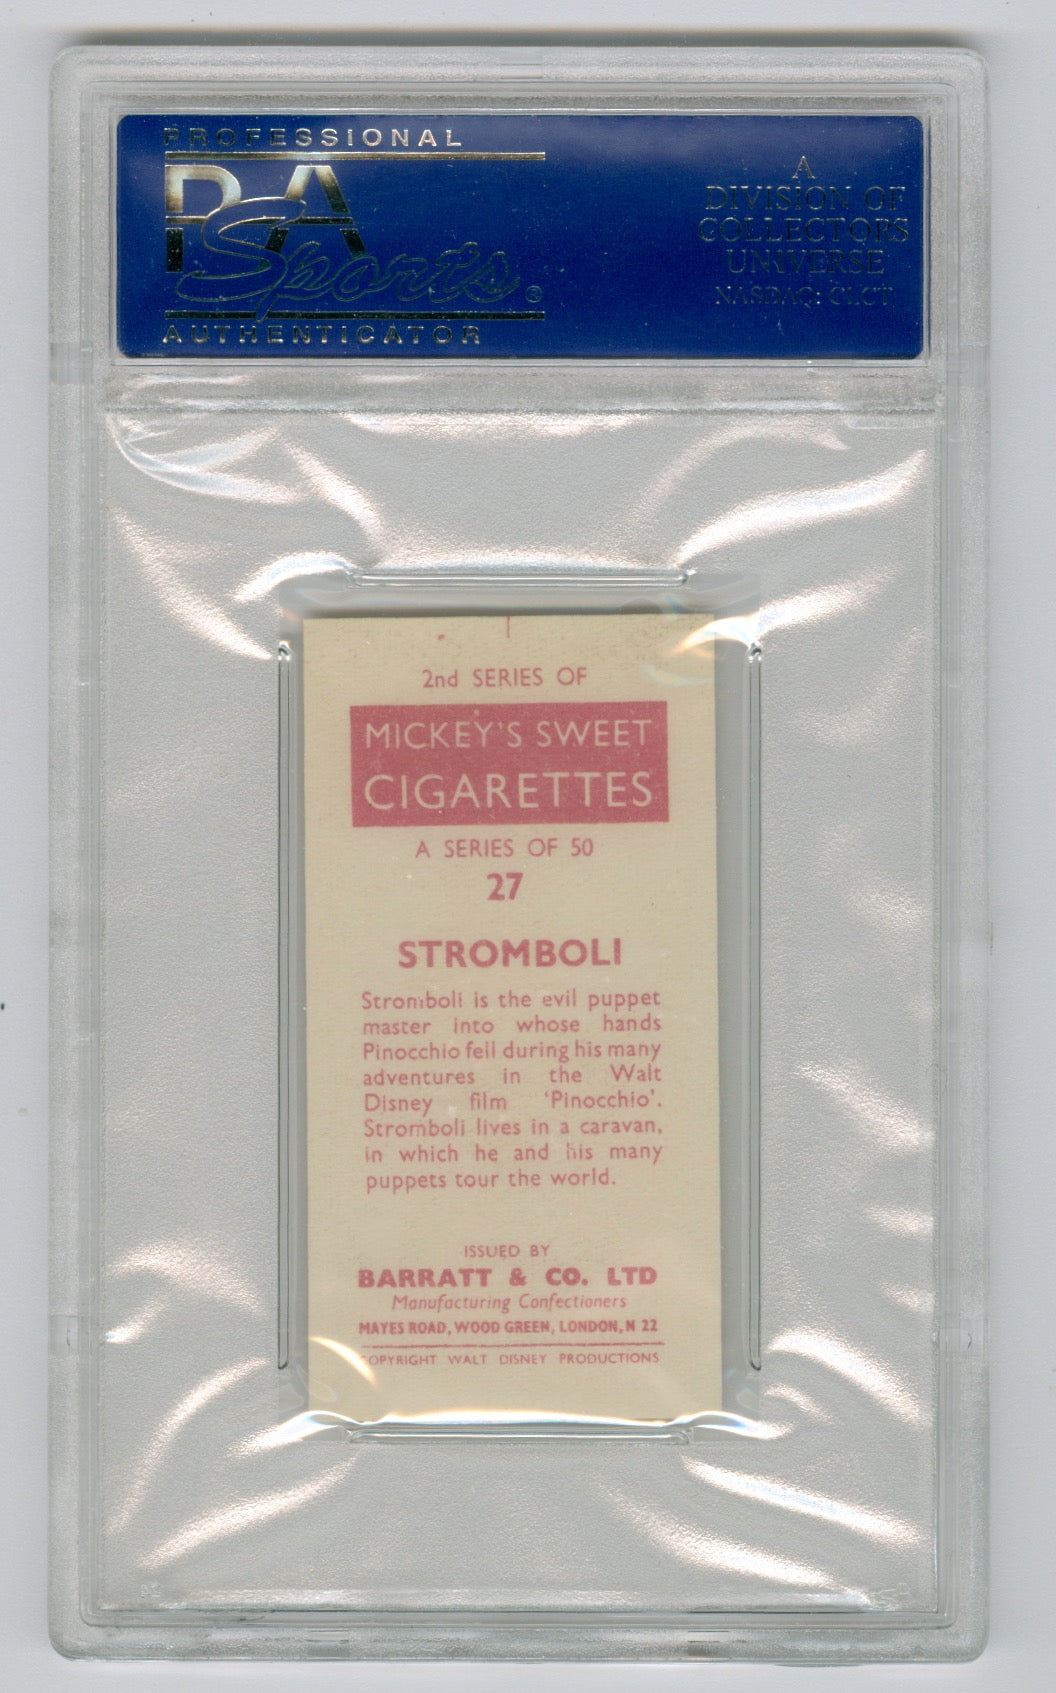 PROFESSIONAL
PSA
Sports ®
AUTHENTICATOR
A
DIVISION OF
COLLECTORS
UNIVERSE
NASDAQ: CLCT
2nd SERIES OF
MICKEY'S SWEET
CIGARETTES
A SERIES OF 50
27
STROMBOLI
Stromboli is the evil puppet
master into whose hands
Pinocchio fell during his many
adventures in the Walt
Disney film 'Pinocchio'.
Stromboli lives in a caravan,
in which he and his many
puppets tour the world.
ISSUED BY
BARRATT & CO. LTD
Manufacturing Confectioners
MAYES ROAD, WOOD GREEN, LONDON, N 22
COPYRIGHT WALT DISNEY PRODUCTIONS